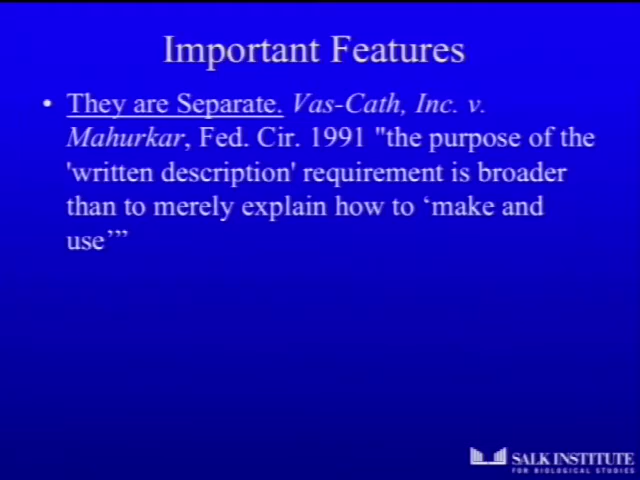 Important Features
• They are Separate. Vas-Cath, Inc. v.
Mahurkar, Fed. Cir. 1991 "the purpose of the
'written description' requirement is broader
than to merely explain how to ‘make and
use’”
SALK INSTITUTE
FOR BIOLOGICAL STUDIES